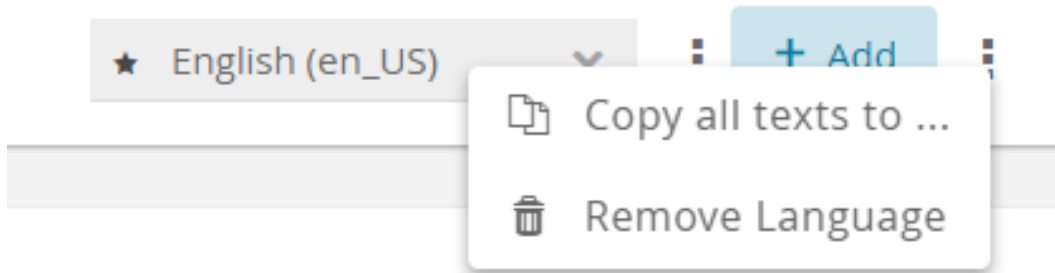 English (en_US)
+ Add
Copy all texts to ...
Remove Language